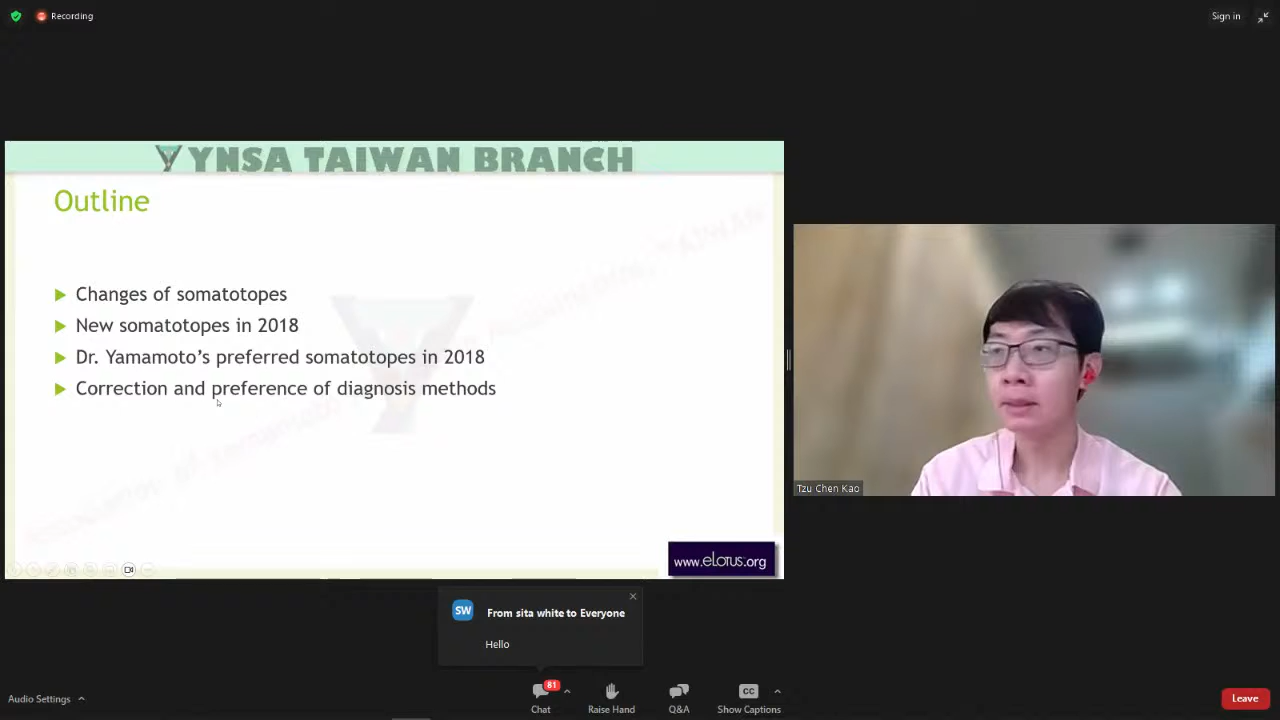 Recording
Sign in
YNSA TAIWAN BRANCH
Outline
Changes of somatotopes
New somatotopes in 2018
Dr. Yamamoto's preferred somatotopes in 2018
Correction and preference of diagnosis methods
www.eLotus.org
Tzu Chen Kao
SW
From sita white to Everyone
Hello
Audio Settings
81
Chat
Raise Hand
Q&A
CC
Show Captions
Leave